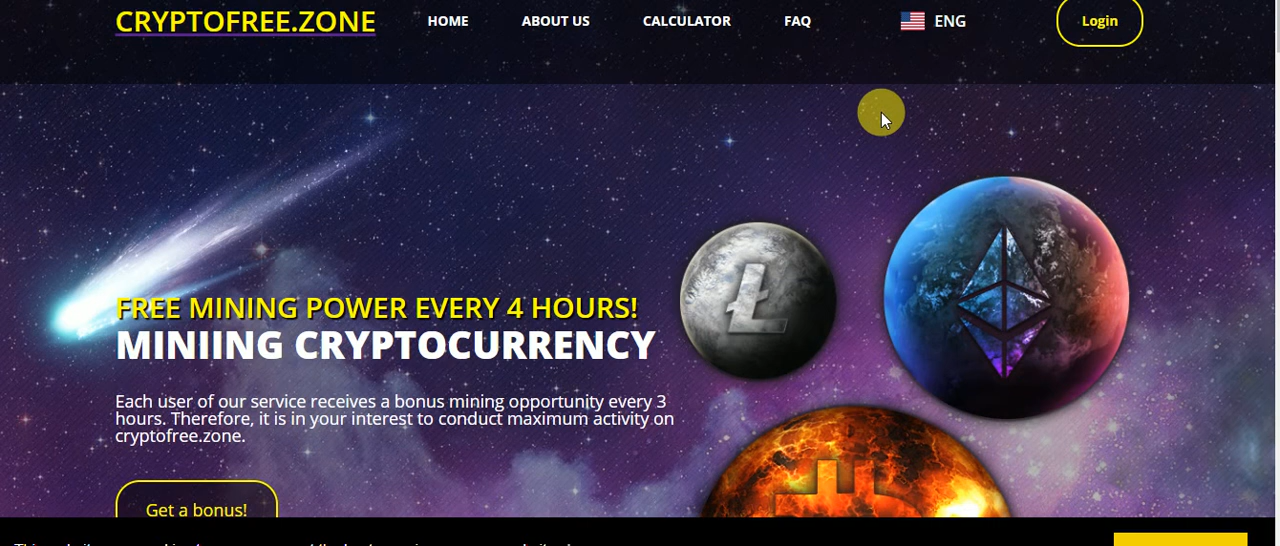 CRYPTOFREE.ZONE HOME ABOUT US CALCULATOR FAQ ENG Login
FREE MINING POWER EVERY 4 HOURS!
MINIING CRYPTOCURRENCY
Each user of our service receives a bonus mining opportunity every 3
hours. Therefore, it is in your interest to conduct maximum activity on
cryptofree.zone.
Get a bonus!